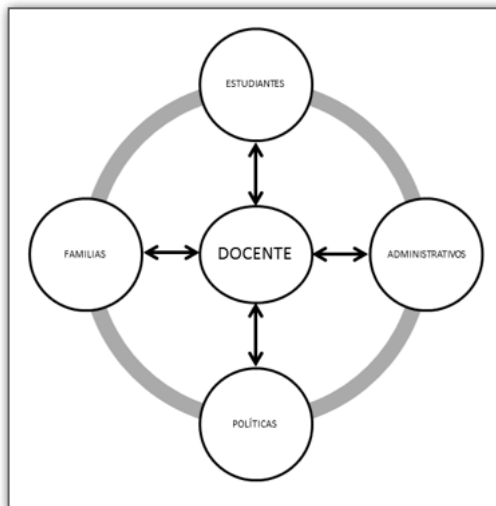 ESTUDIANTES
FAMILIAS
DOCENTE
ADMINISTRATIVOS
POLÍTICAS